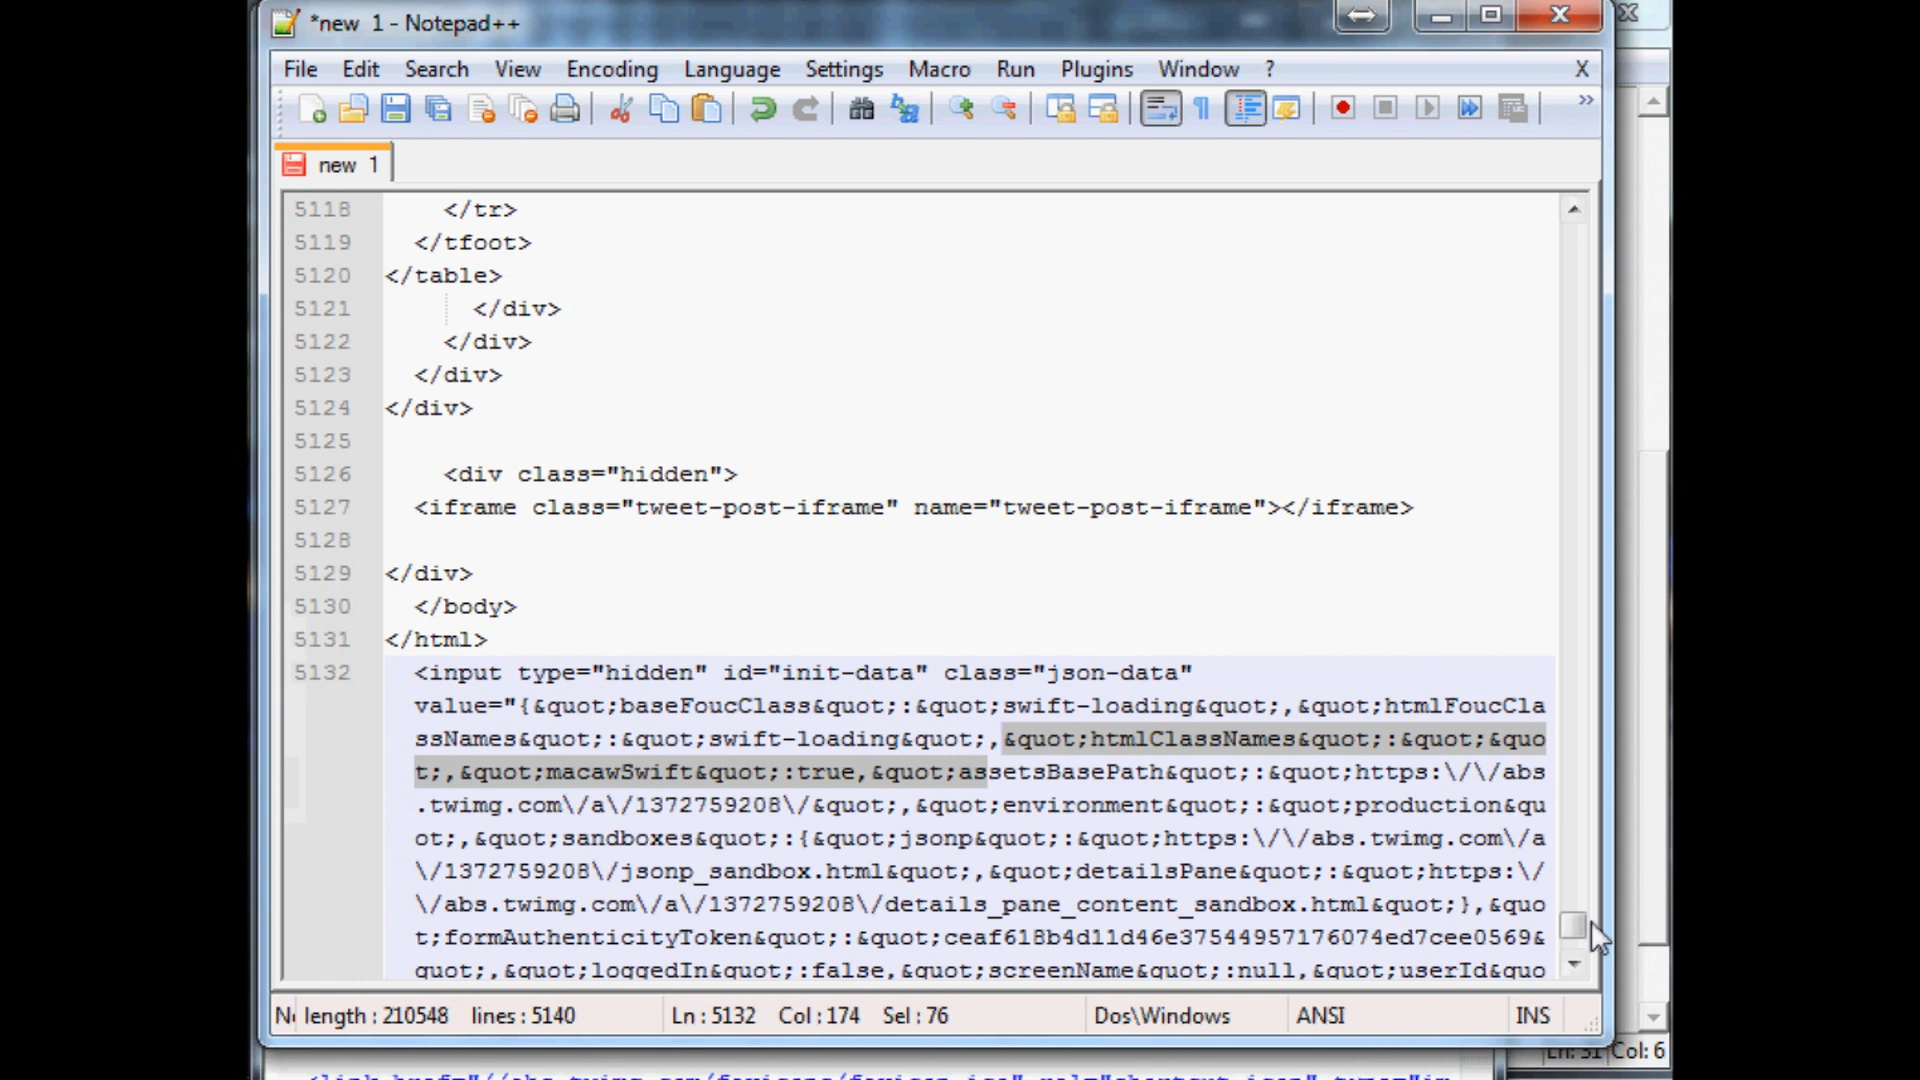 *new 1 - Notepad++
File Edit Search View Encoding Language Settings Macro Run Plugins Window ? X
new 1
5118 </tr>
5119 </tfoot>
5120 </table>
5121 </div>
5122 </div>
5123 </div>
5124 </div>
5125
5126 <div class="hidden">
5127 <iframe class="tweet-post-iframe" name="tweet-post-iframe"></iframe>
5128
5129 </div>
5130 </body>
5131 </html>
5132 <input type="hidden" id="init-data" class="json-data"
value="{&quot;baseFoucClass&quot;:&quot;swift-loading&quot;,&quot;htmlFoucCla
ssNames&quot;:&quot;swift-loading&quot;,&quot;htmlClassNames&quot;:&quot;&quo
t;,&quot;macawSwift&quot;:true,&quot;assetsBasePath&quot;:&quot;https:\/\/abs
.twimg.com\/a\/1372759208\/&quot;,&quot;environment&quot;:&quot;production&qu
ot;,&quot;sandboxes&quot;:{&quot;jsonp&quot;:&quot;https:\/\/abs.twimg.com\/a
\/1372759208\/jsonp_sandbox.html&quot;,&quot;detailsPane&quot;:&quot;https:\/
\/abs.twimg.com\/a\/1372759208\/details_pane_content_sandbox.html&quot;},&quo
t;formAuthenticityToken&quot;:&quot;ceaf618b4d11d46e37544957176074ed7cee0569&
quot;,&quot;loggedIn&quot;:false,&quot;screenName&quot;:null,&quot;userId&quo
length : 210548 lines : 5140 Ln : 5132 Col : 174 Sel : 76 Dos\Windows ANSI INS
Ln: 31 Col: 6